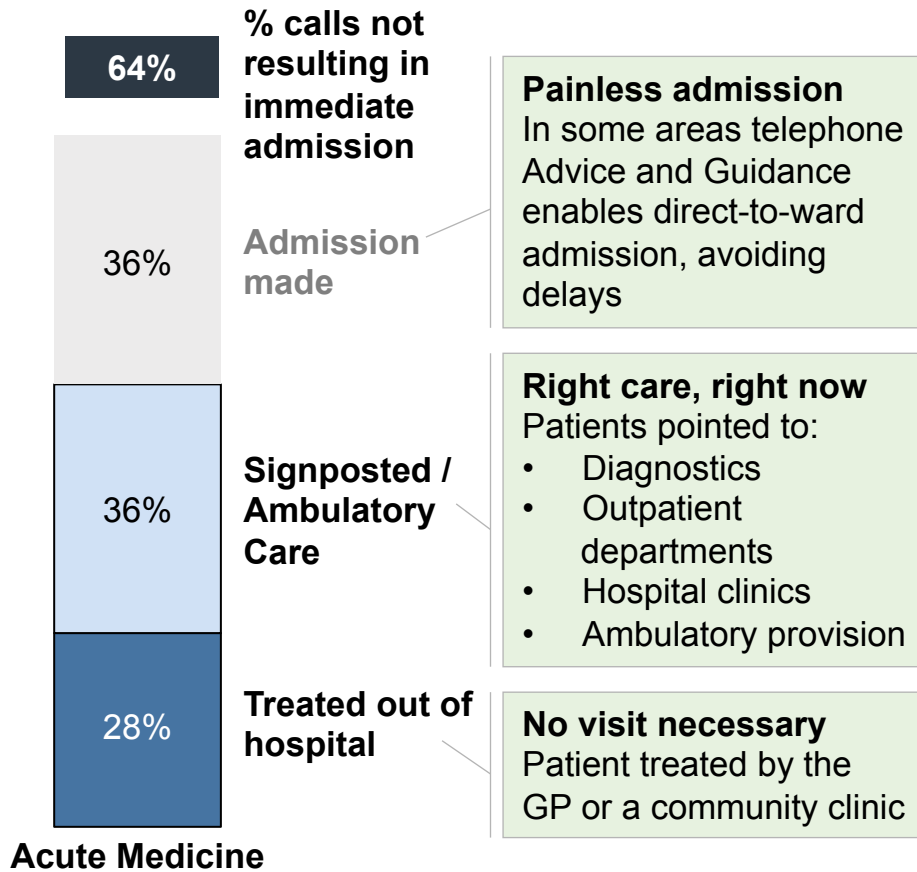 64%
% calls not
resulting in
immediate
admission
36%
Admission
made
Painless admission
In some areas telephone
Advice and Guidance
enables direct-to-ward
admission, avoiding
delays
36%
Signposted /
Ambulatory
Care
Right care, right now
Patients pointed to:
• Diagnostics
• Outpatient
departments
• Hospital clinics
• Ambulatory provision
28%
Treated out of
hospital
No visit necessary
Patient treated by the
GP or a community clinic
Acute Medicine